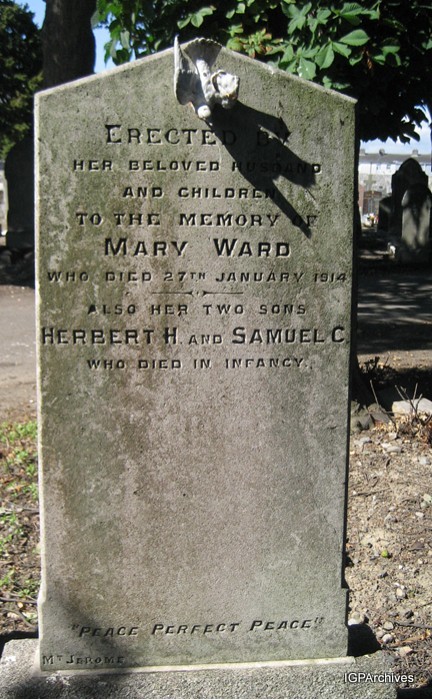 ERECTED BY
HER BELOVED HUSBAND
AND CHILDREN
TO THE MEMORY OF
MARY WARD
WHO DIED 27TH JANUARY 1914
ALSO HER TWO SONS
HERBERT H. AND SAMUEL C.
WHO DIED IN INFANCY.
"PEACE PERFECT PEACE"
MT JEROME
IGPArchives